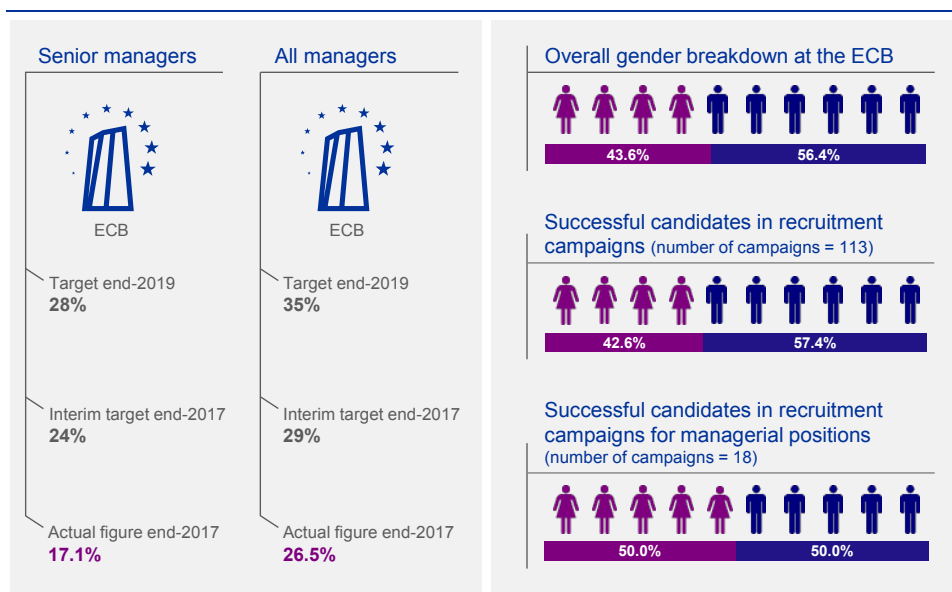 Senior managers
ECB
Target end-2019
28%
Interim target end-2017
24%
Actual figure end-2017
17.1%
All managers
ECB
Target end-2019
35%
Interim target end-2017
29%
Actual figure end-2017
26.5%
Overall gender breakdown at the ECB
43.6% 56.4%
Successful candidates in recruitment
campaigns (number of campaigns = 113)
42.6% 57.4%
Successful candidates in recruitment
campaigns for managerial positions
(number of campaigns = 18)
50.0% 50.0%